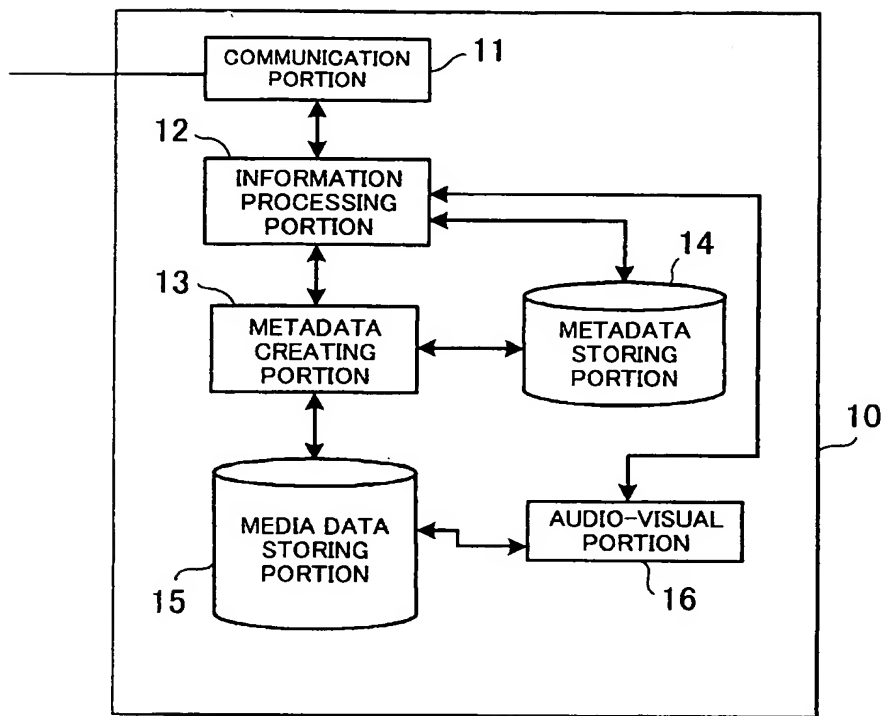 COMMUNICATION
PORTION
11
12
INFORMATION
PROCESSING
PORTION
13
METADATA
CREATING
PORTION
14
METADATA
STORING
PORTION
10
MEDIA DATA
STORING
PORTION
15
AUDIO-VISUAL
PORTION
16